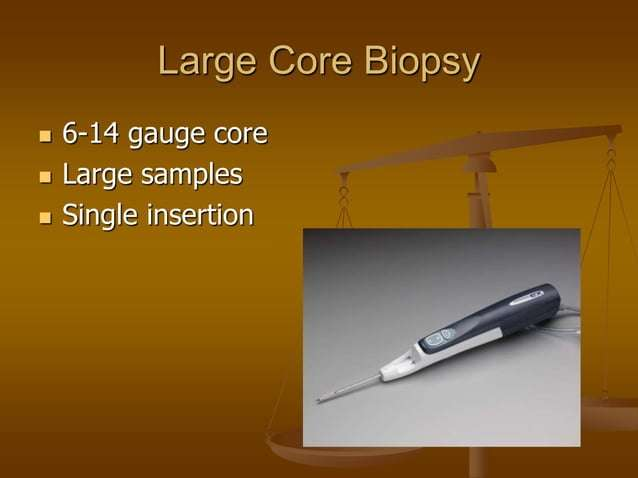 Large Core Biopsy
6-14 gauge core
Large samples
Single insertion